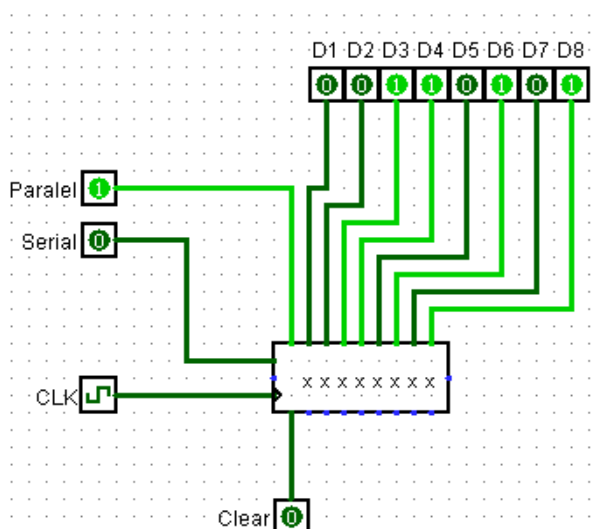 D1 D2 D3 D4 D5 D6 D7 D8
0 0 1 1 0 1 0 1
Paralel 1
Serial 0
x x x x x x x x
CLK
Clear 0